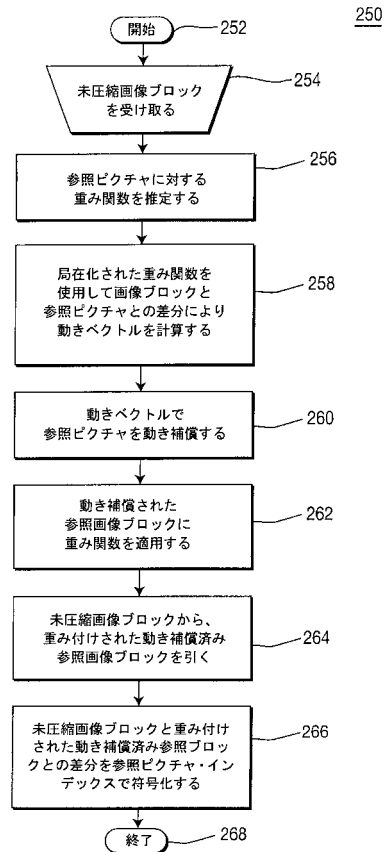 250
開始
252
未圧縮画像ブロック
を受け取る
254
参照ピクチャに対する
重み関数を推定する
256
局在化された重み関数を
使用して画像ブロックと
参照ピクチャとの差分により
動きベクトルを計算する
258
動きベクトルで
参照ピクチャを動き補償する
260
動き補償された
参照画像ブロックに
重み関数を適用する
262
未圧縮画像ブロックから、
重み付けされた動き補償済み
参照画像ブロックを引く
264
未圧縮画像ブロックと重み付け
された動き補償済み参照ブロッ
クとの差分を参照ピクチャ・イン
デックスで符号化する
266
終了
268